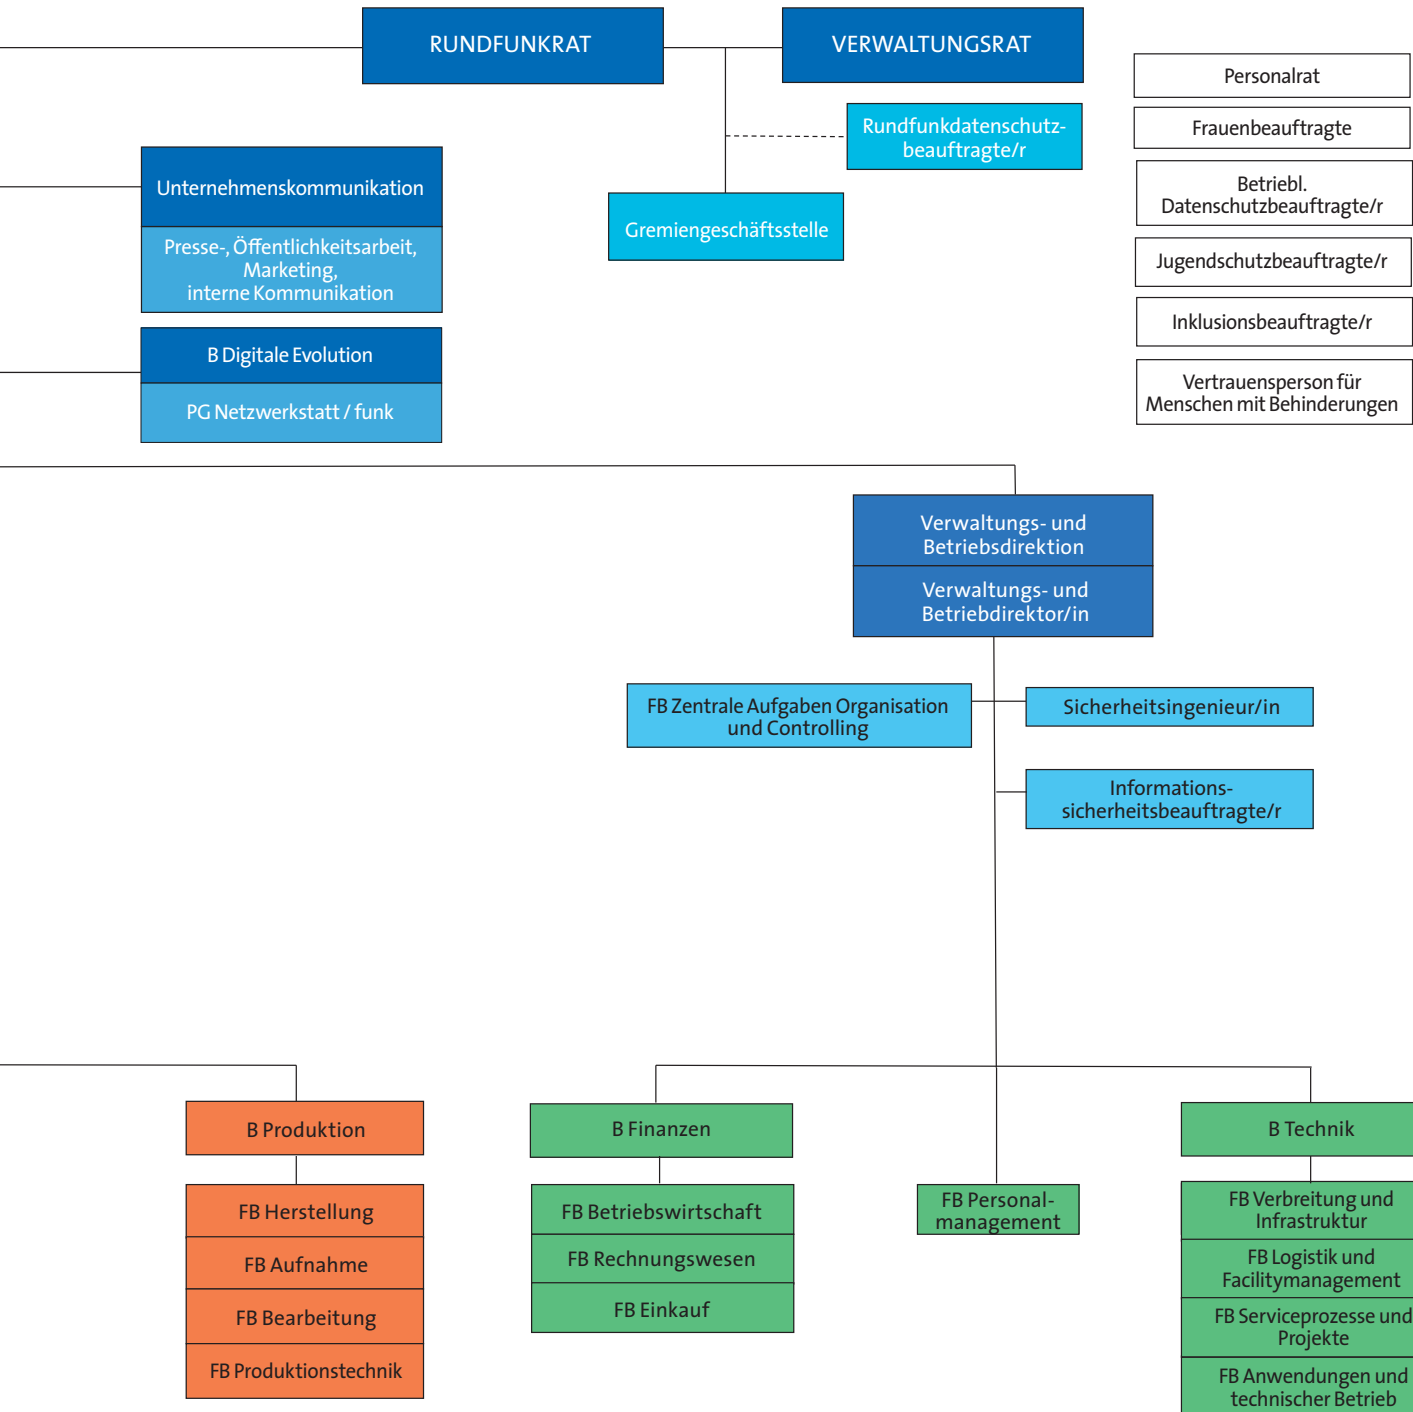 RUNDFUNKRAT
VERWALTUNGSRAT
Personalrat
Frauenbeauftragte
Betriebl.
Datenschutzbeauftragte/r
Jugendschutzbeauftragte/r
Inklusionsbeauftragte/r
Vertrauensperson für
Menschen mit Behinderungen
Rundfunkdatenschutz-
beauftragte/r
Gremiengeschäftsstelle
Unternehmenskommunikation
Presse-, Öffentlichkeitsarbeit,
Marketing,
interne Kommunikation
B Digitale Evolution
PG Netzwerkstatt / funk
Verwaltungs- und
Betriebsdirektion
Verwaltungs- und
Betriebdirektor/in
FB Zentrale Aufgaben Organisation
und Controlling
Sicherheitsingenieur/in
Informations-
sicherheitsbeauftragte/r
B Produktion
FB Herstellung
FB Aufnahme
FB Bearbeitung
FB Produktionstechnik
B Finanzen
FB Betriebswirtschaft
FB Rechnungswesen
FB Einkauf
FB Personal-
management
B Technik
FB Verbreitung und
Infrastruktur
FB Logistik und
Facilitymanagement
FB Serviceprozesse und
Projekte
FB Anwendungen und
technischer Betrieb